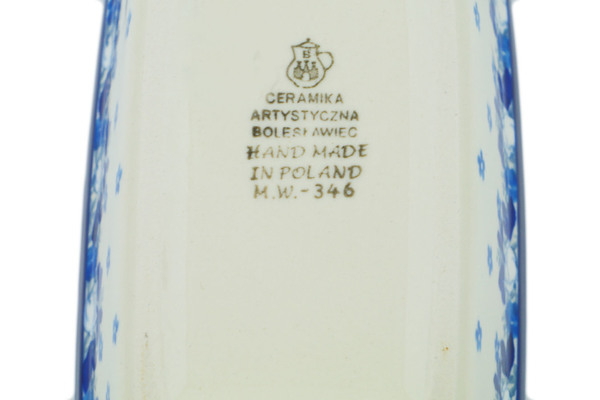 B
CERAMIKA
ARTYSTYCZNA
BOLESŁAWIEC
HAND MADE
IN POLAND
M.W.-346